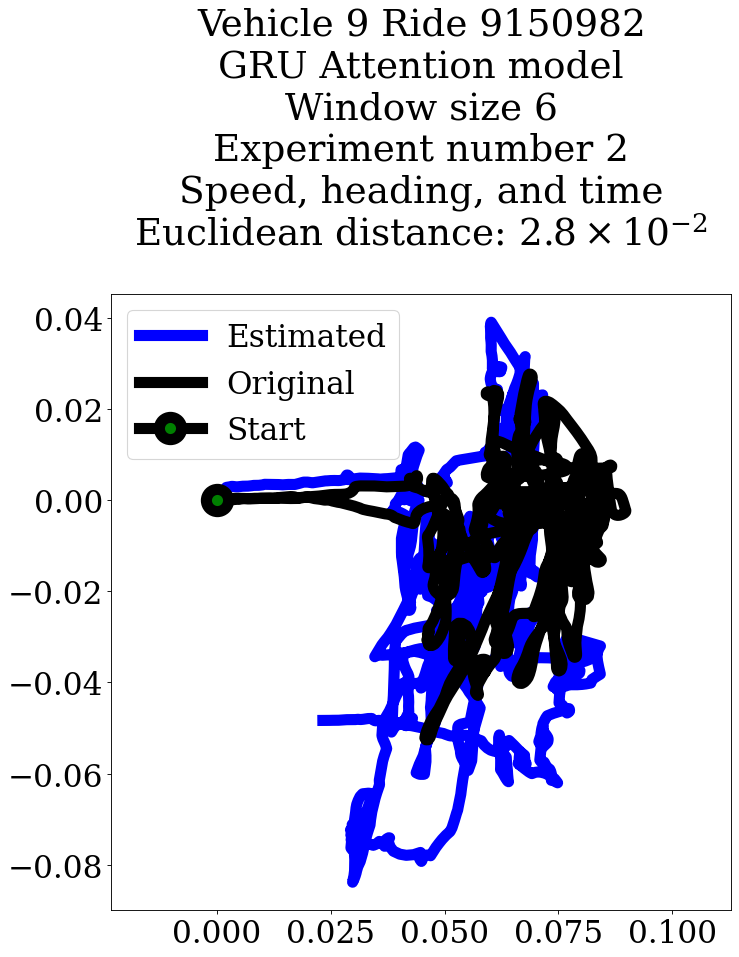 Vehicle 9 Ride 9150982
GRU Attention model
Window size 6
Experiment number 2
Speed, heading, and time
Euclidean distance: 2.8 × 10⁻²
Estimated
Original
Start
0.04
0.02
0.00
−0.02
−0.04
−0.06
−0.08
0.000 0.025 0.050 0.075 0.100